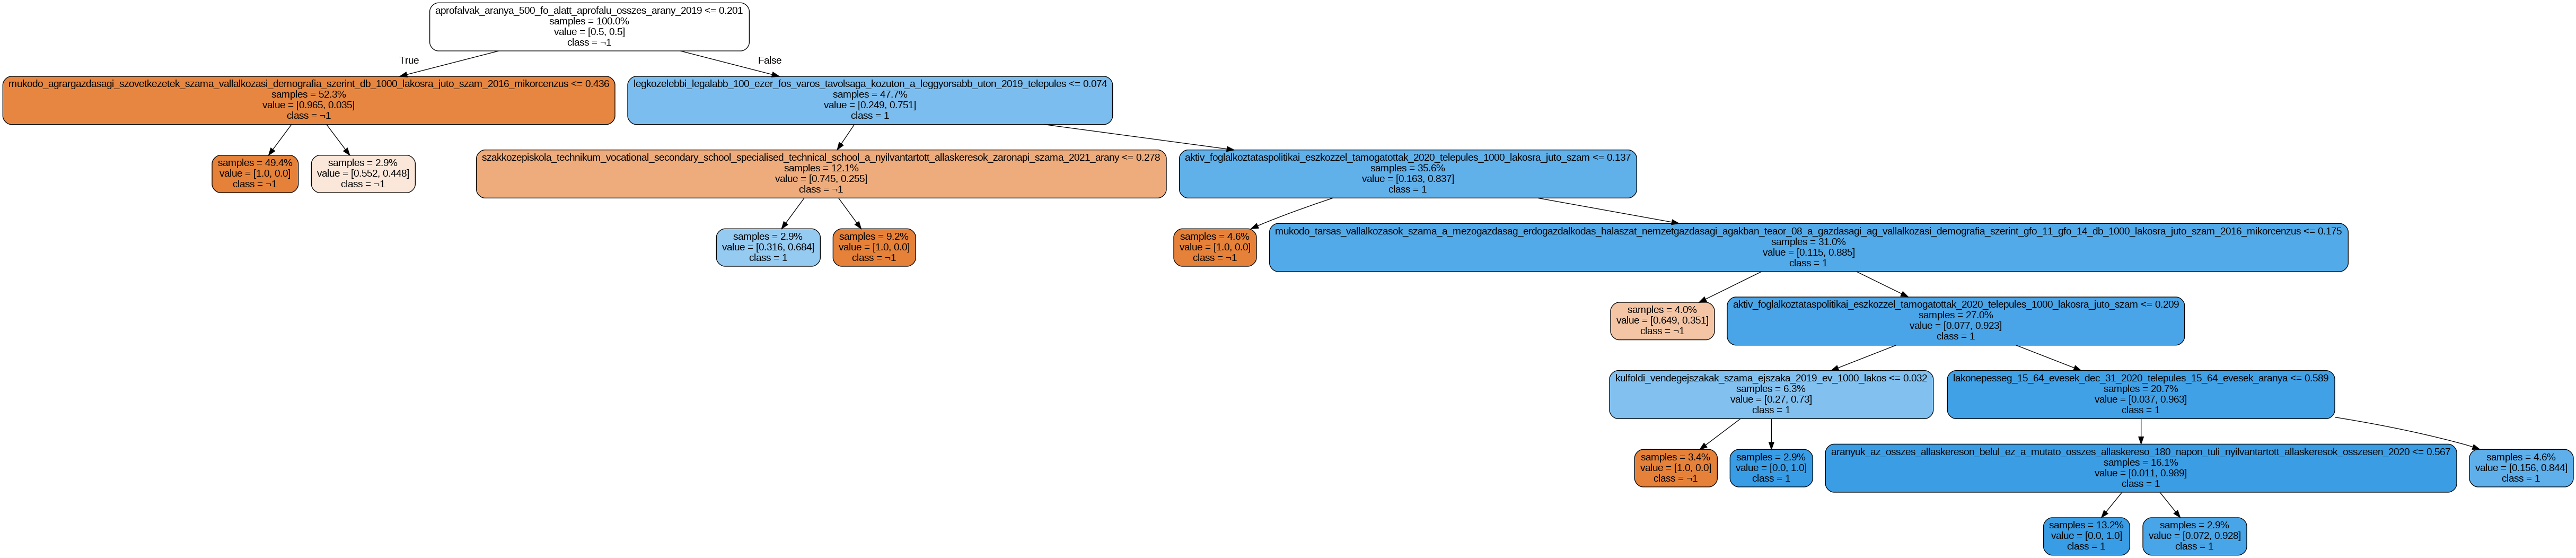 aprofalvak_aranya_500_fo_alatt_aprofalu_osszes_arany_2019 <= 0.201
samples = 100.0%
value = [0.5, 0.5]
class = ¬1
True
False
mukodo_agrargazdasagi_szovetkezetek_szama_vallalkozasi_demografia_szerint_db_1000_lakosra_juto_szam_2016_mikorcenzus <= 0.436
samples = 52.3%
value = [0.965, 0.035]
class = ¬1
legkozelebbi_legalabb_100_ezer_fos_varos_tavolsaga_kozuton_a_leggyorsabb_uton_2019_telepules <= 0.074
samples = 47.7%
value = [0.249, 0.751]
class = 1
samples = 49.4%
value = [1.0, 0.0]
class = ¬1
samples = 2.9%
value = [0.552, 0.448]
class = ¬1
szakkozepiskola_technikum_vocational_secondary_school_specialised_technical_school_a_nyilvantartott_allaskeresok_zaronapi_szama_2021_arany <= 0.278
samples = 12.1%
value = [0.745, 0.255]
class = ¬1
aktiv_foglalkoztataspolitikai_eszkozzel_tamogatottak_2020_telepules_1000_lakosra_juto_szam <= 0.137
samples = 35.6%
value = [0.163, 0.837]
class = 1
samples = 2.9%
value = [0.316, 0.684]
class = 1
samples = 9.2%
value = [1.0, 0.0]
class = ¬1
samples = 4.6%
value = [1.0, 0.0]
class = ¬1
mukodo_tarsas_vallalkozasok_szama_a_mezogazdasag_erdogazdalkodas_halaszat_nemzetgazdasagi_agakban_teaor_08_a_gazdasagi_ag_vallalkozasi_demografia_szerint_gfo_11_gfo_14_db_1000_lakosra_juto_szam_2016_mikorcenzus <= 0.175
samples = 31.0%
value = [0.115, 0.885]
class = 1
samples = 4.0%
value = [0.649, 0.351]
class = ¬1
aktiv_foglalkoztataspolitikai_eszkozzel_tamogatottak_2020_telepules_1000_lakosra_juto_szam <= 0.209
samples = 27.0%
value = [0.077, 0.923]
class = 1
kulfoldi_vendegejszakak_szama_ejszaka_2019_ev_1000_lakos <= 0.032
samples = 6.3%
value = [0.27, 0.73]
class = 1
lakonepesseg_15_64_evesek_dec_31_2020_telepules_15_64_evesek_aranya <= 0.589
samples = 20.7%
value = [0.037, 0.963]
class = 1
samples = 3.4%
value = [1.0, 0.0]
class = ¬1
samples = 2.9%
value = [0.0, 1.0]
class = 1
aranyuk_az_osszes_allaskereson_belul_ez_a_mutato_osszes_allaskereso_180_napon_tuli_nyilvantartott_allaskeresok_osszesen_2020 <= 0.567
samples = 16.1%
value = [0.011, 0.989]
class = 1
samples = 4.6%
value = [0.156, 0.844]
class = 1
samples = 13.2%
value = [0.0, 1.0]
class = 1
samples = 2.9%
value = [0.072, 0.928]
class = 1